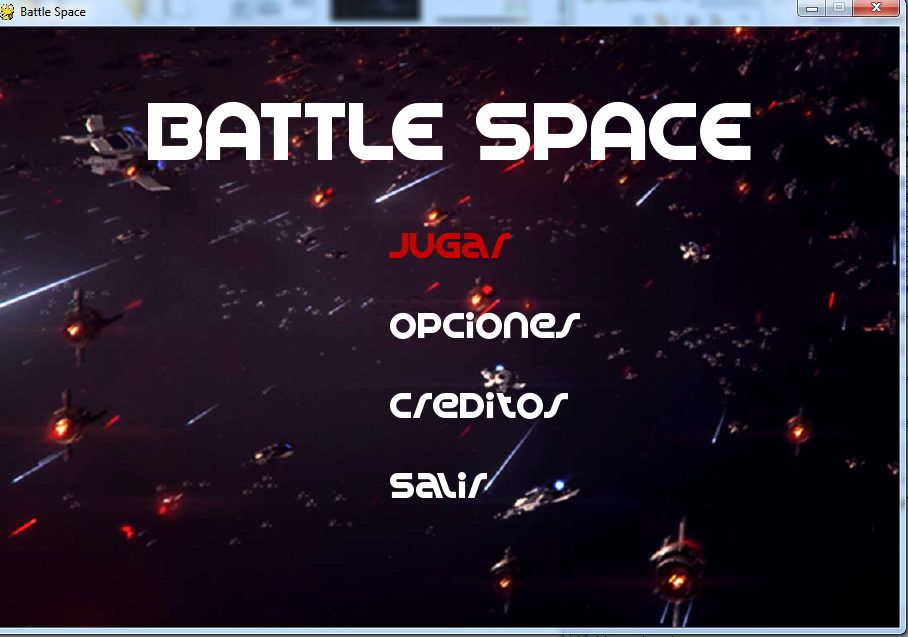 Battle Space
BATTLE SPACE
Jugar
Opciones
Creditos
Salir